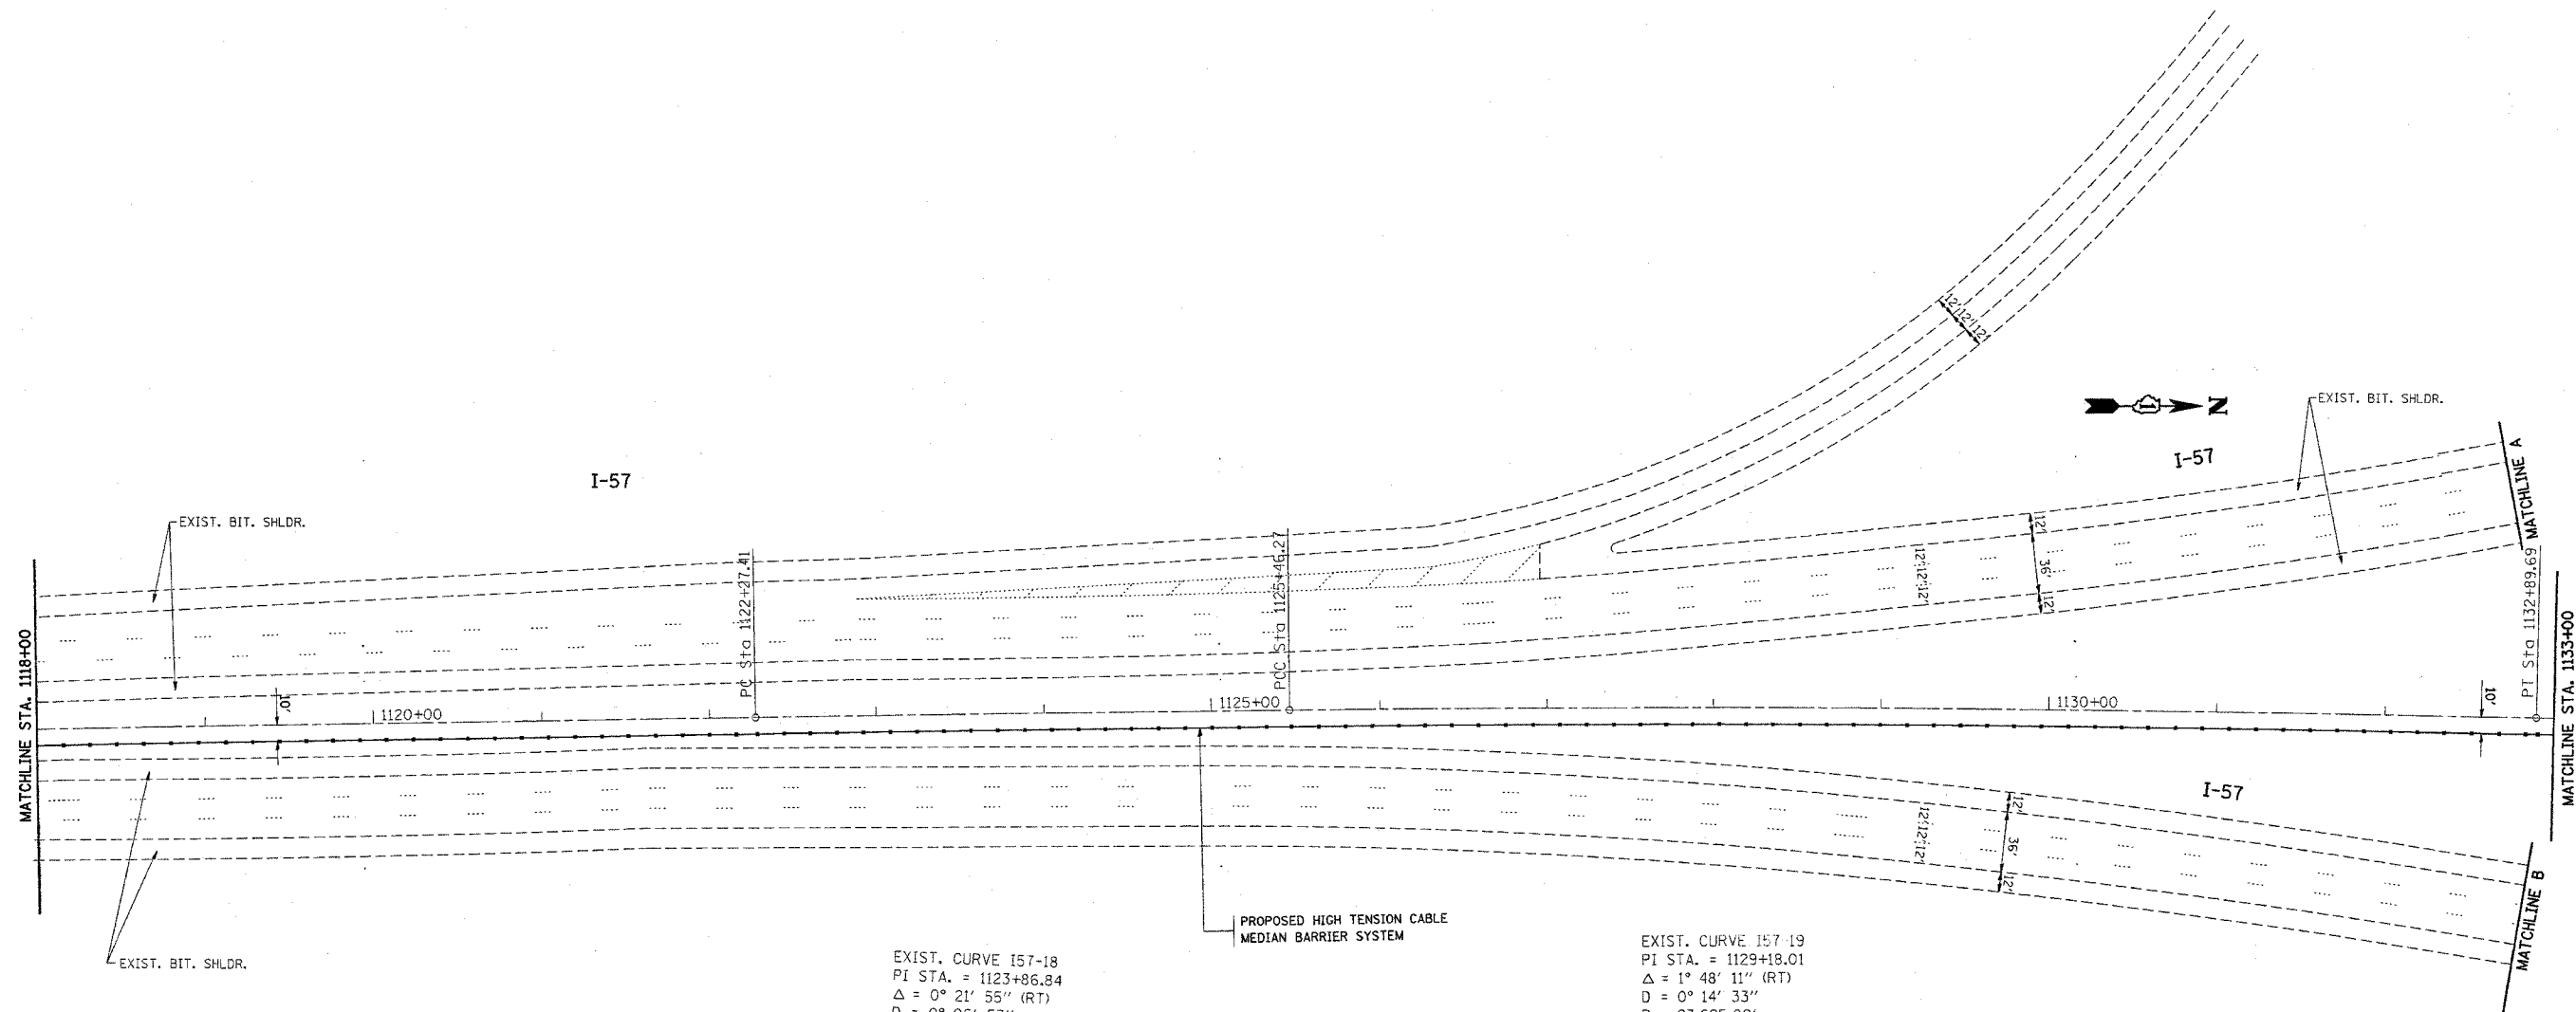 N
EXIST. BIT. SHLDR.
I-57
I-57
EXIST. BIT. SHLDR.
12' 12' 12'
MATCHLINE A
PC Sta 1122+27.41
PCC Sta 1125+46.27
12'
36'
12'
12' 12' 12'
PT Sta 1132+89.69
MATCHLINE STA. 1118+00
MATCHLINE STA. 1133+00
10'
1120+00
1125+00
1130+00
10'
I-57
12'
36'
12'
12' 12' 12'
MATCHLINE B
PROPOSED HIGH TENSION CABLE
MEDIAN BARRIER SYSTEM
EXIST. BIT. SHLDR.
EXIST. CURVE I57-18
PI STA. = 1123+86.84
Δ = 0° 21' 55" (RT)
EXIST. CURVE I57-19
PI STA. = 1129+18.01
Δ = 1° 48' 11" (RT)
D = 0° 14' 33"